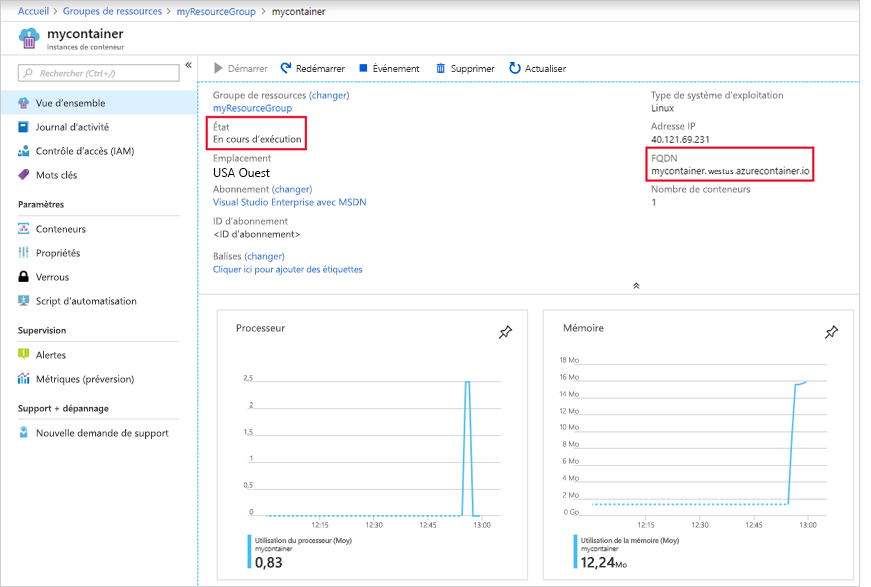 Accueil > Groupes de ressources > myResourceGroup > mycontainer
mycontainer
Instances de conteneur
Rechercher (Ctrl+/)
«
Démarrer
Redémarrer
Événement
Supprimer
Actualiser
Vue d'ensemble
Journal d'activité
Contrôle d'accès (IAM)
Mots clés
Paramètres
Conteneurs
Propriétés
Verrous
Script d'automatisation
Supervision
Alertes
Métriques (préversion)
Support + dépannage
Nouvelle demande de support
Groupe de ressources (changer)
myResourceGroup
État
En cours d'exécution
Emplacement
USA Ouest
Abonnement (changer)
Visual Studio Enterprise avec MSDN
ID d'abonnement
<ID d'abonnement>
Balises (changer)
Cliquer ici pour ajouter des étiquettes
Type de système d'exploitation
Linux
Adresse IP
40.121.69.231
FQDN
mycontainer.westus.azurecontainer.io
Nombre de conteneurs
1
Processeur
2,5
2
1,5
1
0,5
0
12:15 12:30 12:45 13:00
Utilisation du processeur (Moy)
mycontainer
0,83
Mémoire
18 Mo
16 Mo
14 Mo
12 Mo
10 Mo
8 Mo
6 Mo
4 Mo
2 Mo
0 Go
12:15 12:30 12:45 13:00
Utilisation de la mémoire (Moy)
mycontainer
12,24Mo